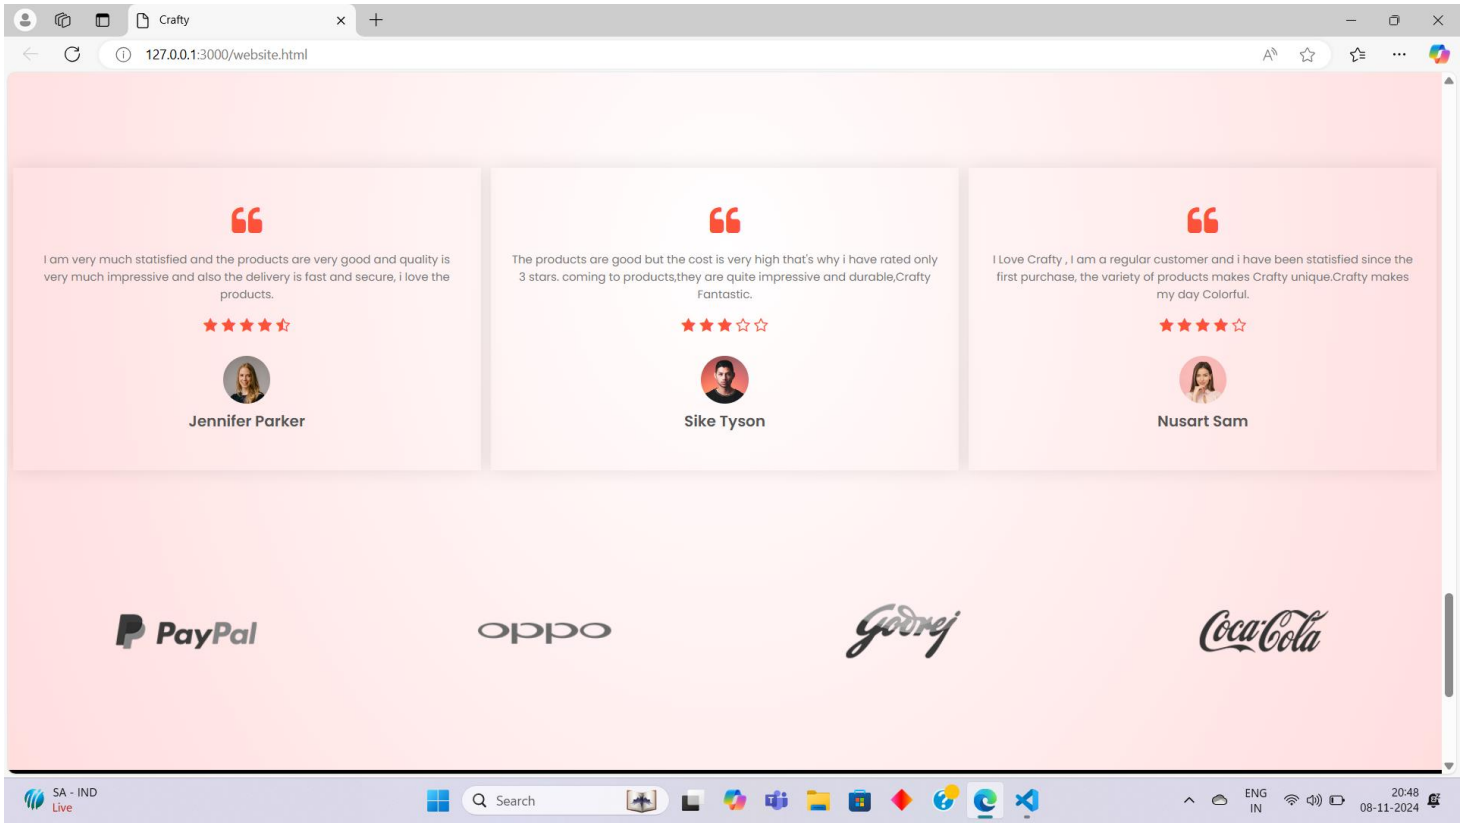 Crafty
127.0.0.1:3000/website.html
I am very much statisfied and the products are very good and quality is
very much impressive and also the delivery is fast and secure, i love the
products.
Jennifer Parker
The products are good but the cost is very high that's why i have rated only
3 stars. coming to products,they are quite impressive and durable,Crafty
Fantastic.
Sike Tyson
I Love Crafty , I am a regular customer and i have been statisfied since the
first purchase, the variety of products makes Crafty unique.Crafty makes
my day Colorful.
Nusart Sam
PayPal
oppo
Godrej
Coca-Cola
SA - IND
Live
Search
ENG
IN
20:48
08-11-2024